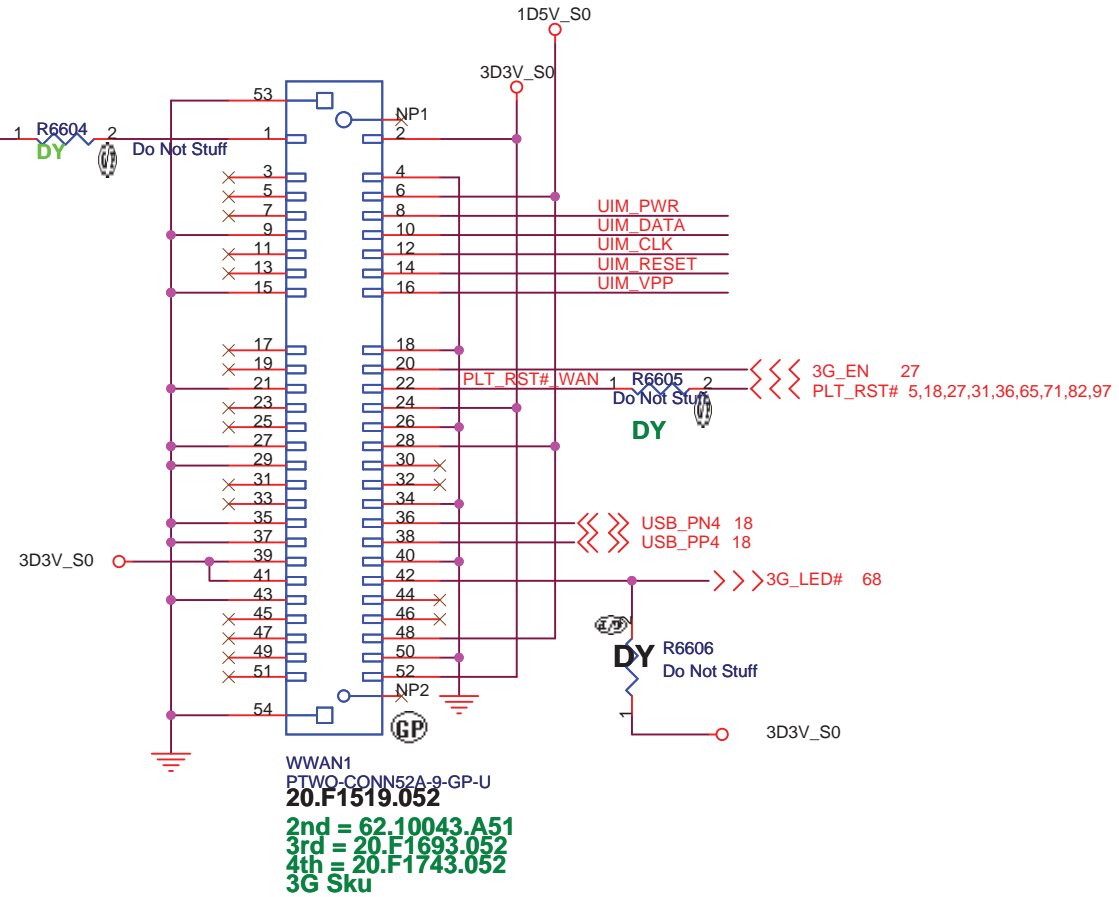 1D5V_S0
3D3V_S0
53
NP1
1 R6604 2
DY
Do Not Stuff
1 2
3 4
5 6
7 8 UIM_PWR
9 10 UIM_DATA
11 12 UIM_CLK
13 14 UIM_RESET
15 16 UIM_VPP
17 18
19 20 3G_EN 27
21 22 PLT_RST#_WAN 1 R6605 2 PLT_RST# 5,18,27,31,36,65,71,82,97
Do Not Stuff
DY
23 24
25 26
27 28
29 30
31 32
33 34
35 36 USB_PN4 18
37 38 USB_PP4 18
3D3V_S0 39 40
41 42 3G_LED# 68
43 44
45 46
47 48
49 50
51 52
2
DY R6606
Do Not Stuff
1
3D3V_S0
NP2
54
GP
WWAN1
PTWO-CONN52A-9-GP-U
20.F1519.052
2nd = 62.10043.A51
3rd = 20.F1693.052
4th = 20.F1743.052
3G Sku